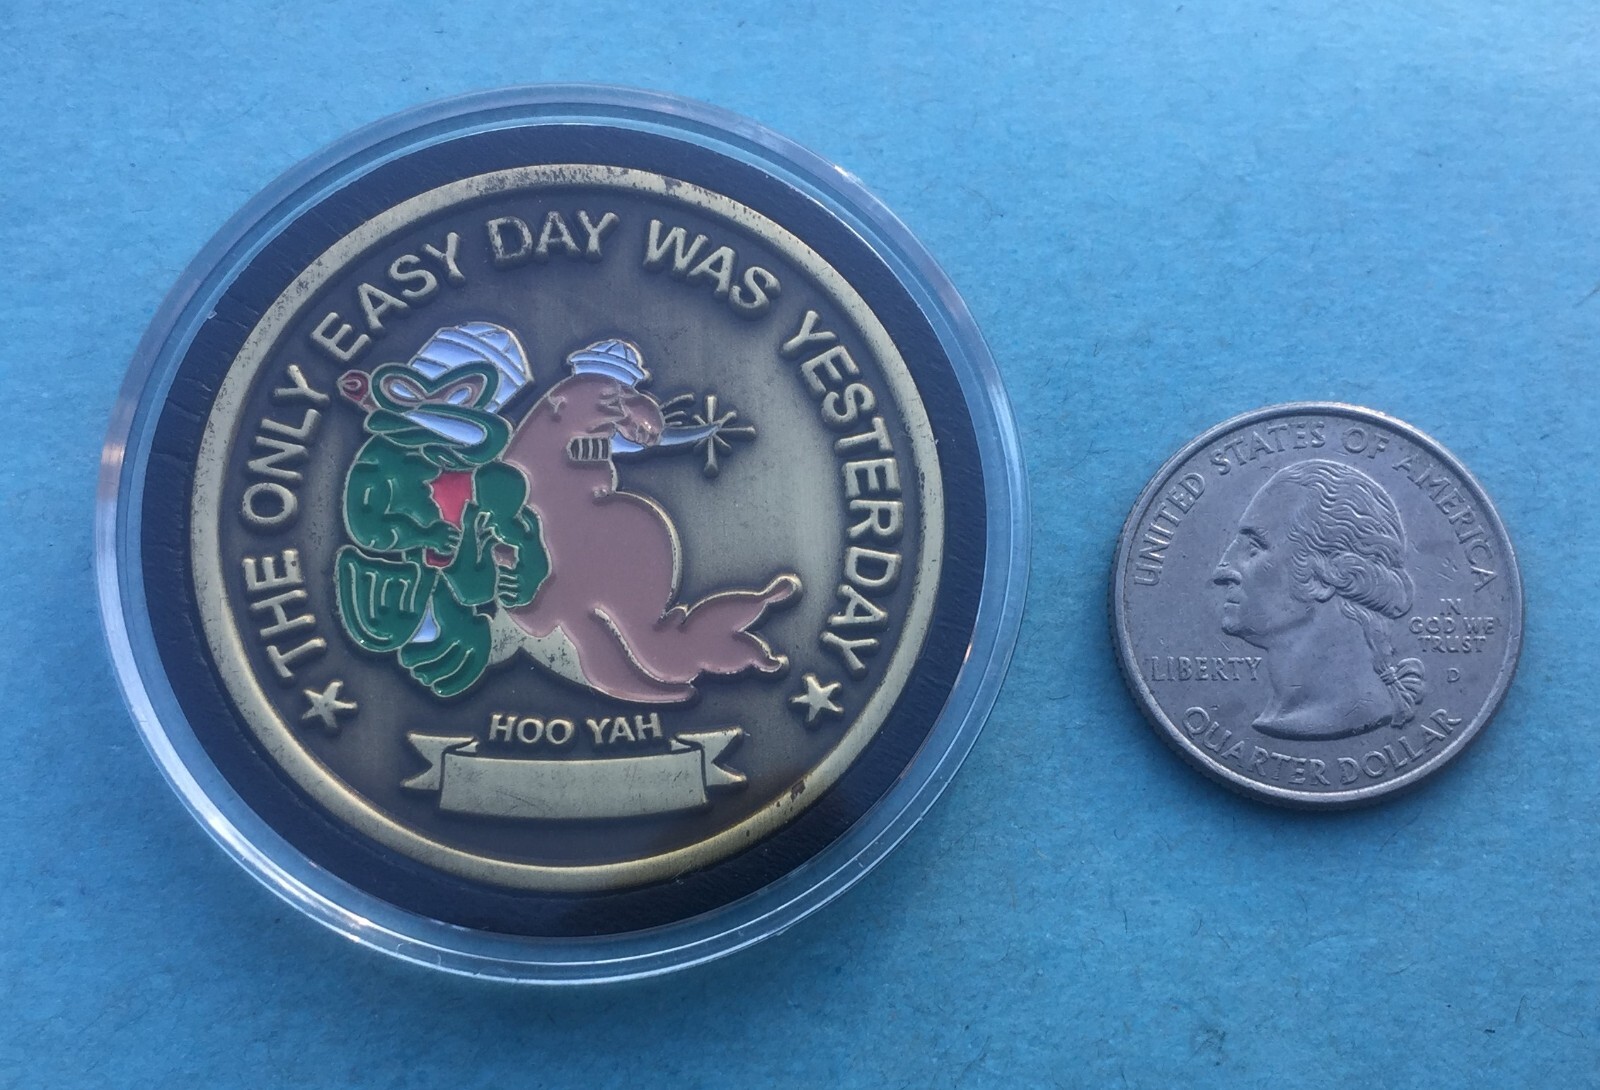 THE ONLY EASY DAY WAS YESTERDAY
HOO YAH
UNITED STATES OF AMERICA
IN
GOD WE
TRUST
LIBERTY
D
QUARTER DOLLAR